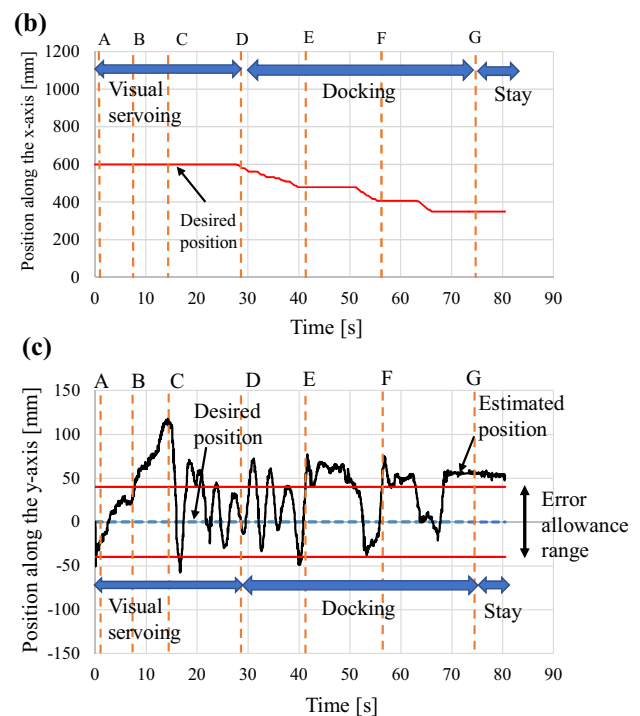 (b)
A B C D E F G
Position along the x-axis [mm]
1200
1000
800
600
400
200
0
Visual
servoing
Docking
Stay
Desired
position
0 10 20 30 40 50 60 70 80 90
Time [s]
(c)
A B C D E F G
Position along the y-axis [mm]
150
100
50
0
-50
-100
-150
Desired
position
Estimated
position
Error
allowance
range
Visual
servoing
Docking
Stay
0 10 20 30 40 50 60 70 80 90
Time [s]